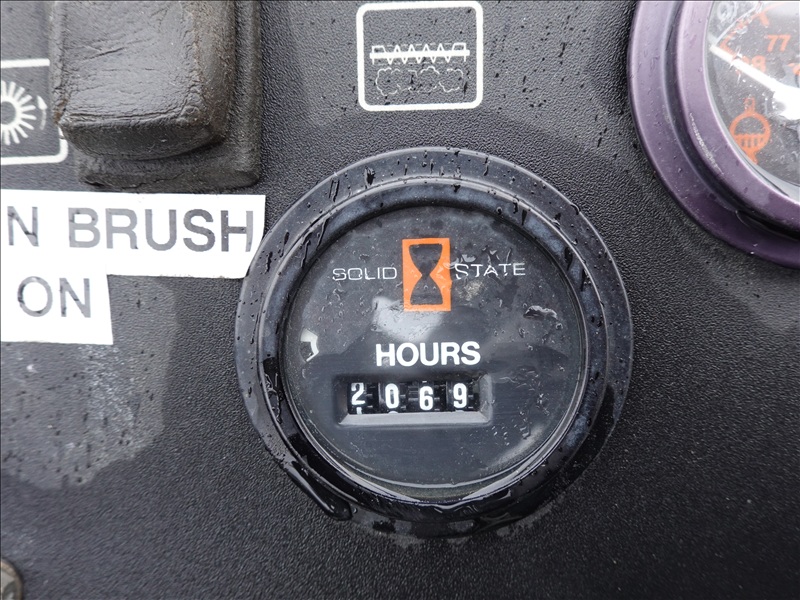 N BRUSH
ON
SOLID STATE
HOURS
2069
77